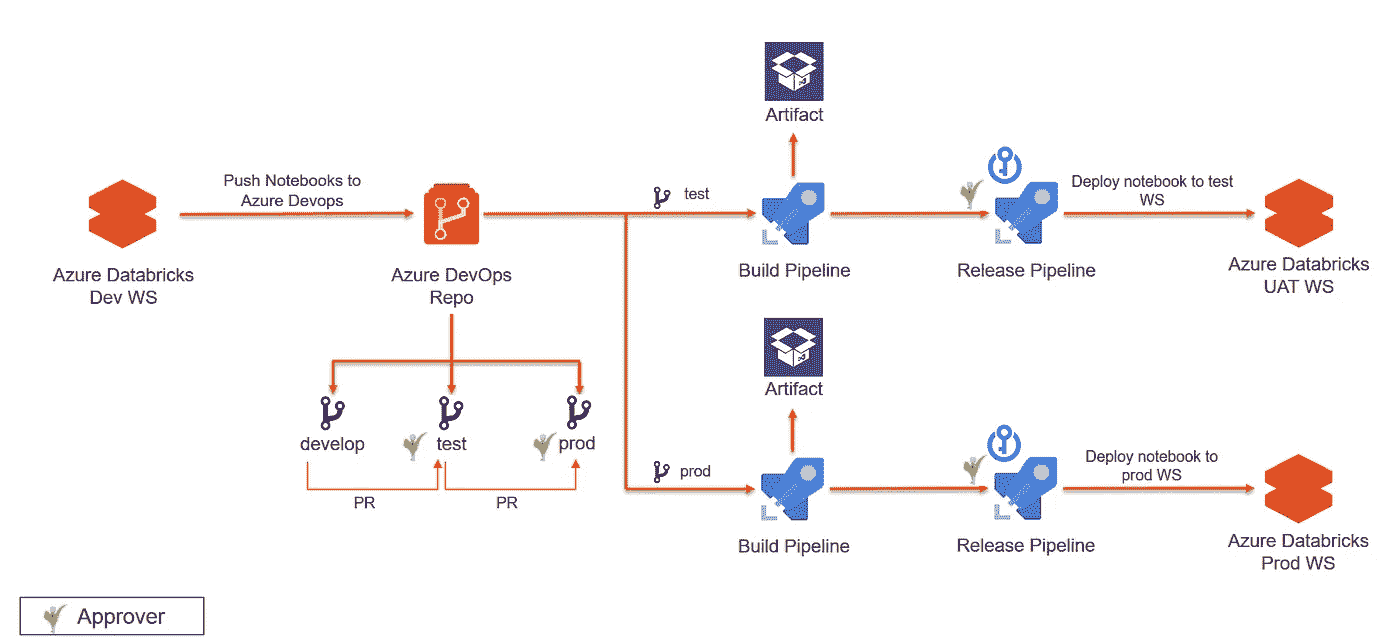 Artifact
Push Notebooks to
Azure Devops
test
Deploy notebook to test
WS
Azure Databricks
Dev WS
Azure DevOps
Repo
Build Pipeline
Release Pipeline
Azure Databricks
UAT WS
Artifact
develop
test
prod
PR
PR
prod
Deploy notebook to
prod WS
Build Pipeline
Release Pipeline
Azure Databricks
Prod WS
Approver